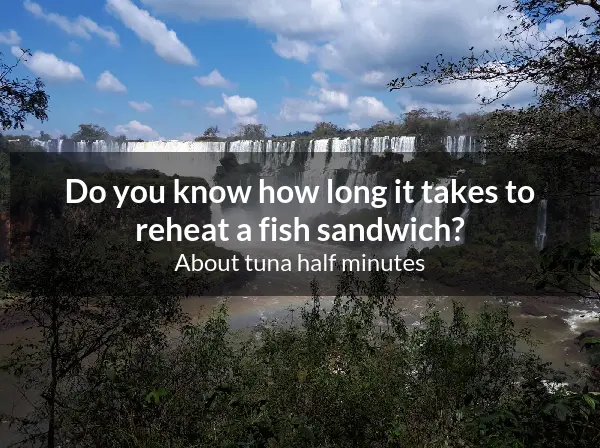 Do you know how long it takes to
reheat a fish sandwich?
About tuna half minutes